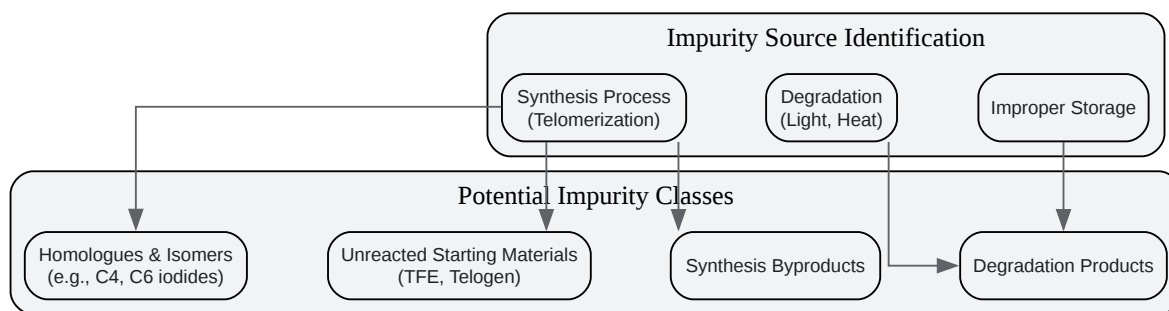 Impurity Source Identification
Synthesis Process
(Telomerization)
Degradation
(Light, Heat)
Improper Storage
Potential Impurity Classes
Homologues & Isomers
(e.g., C4, C6 iodides)
Unreacted Starting Materials
(TFE, Telogen)
Synthesis Byproducts
Degradation Products